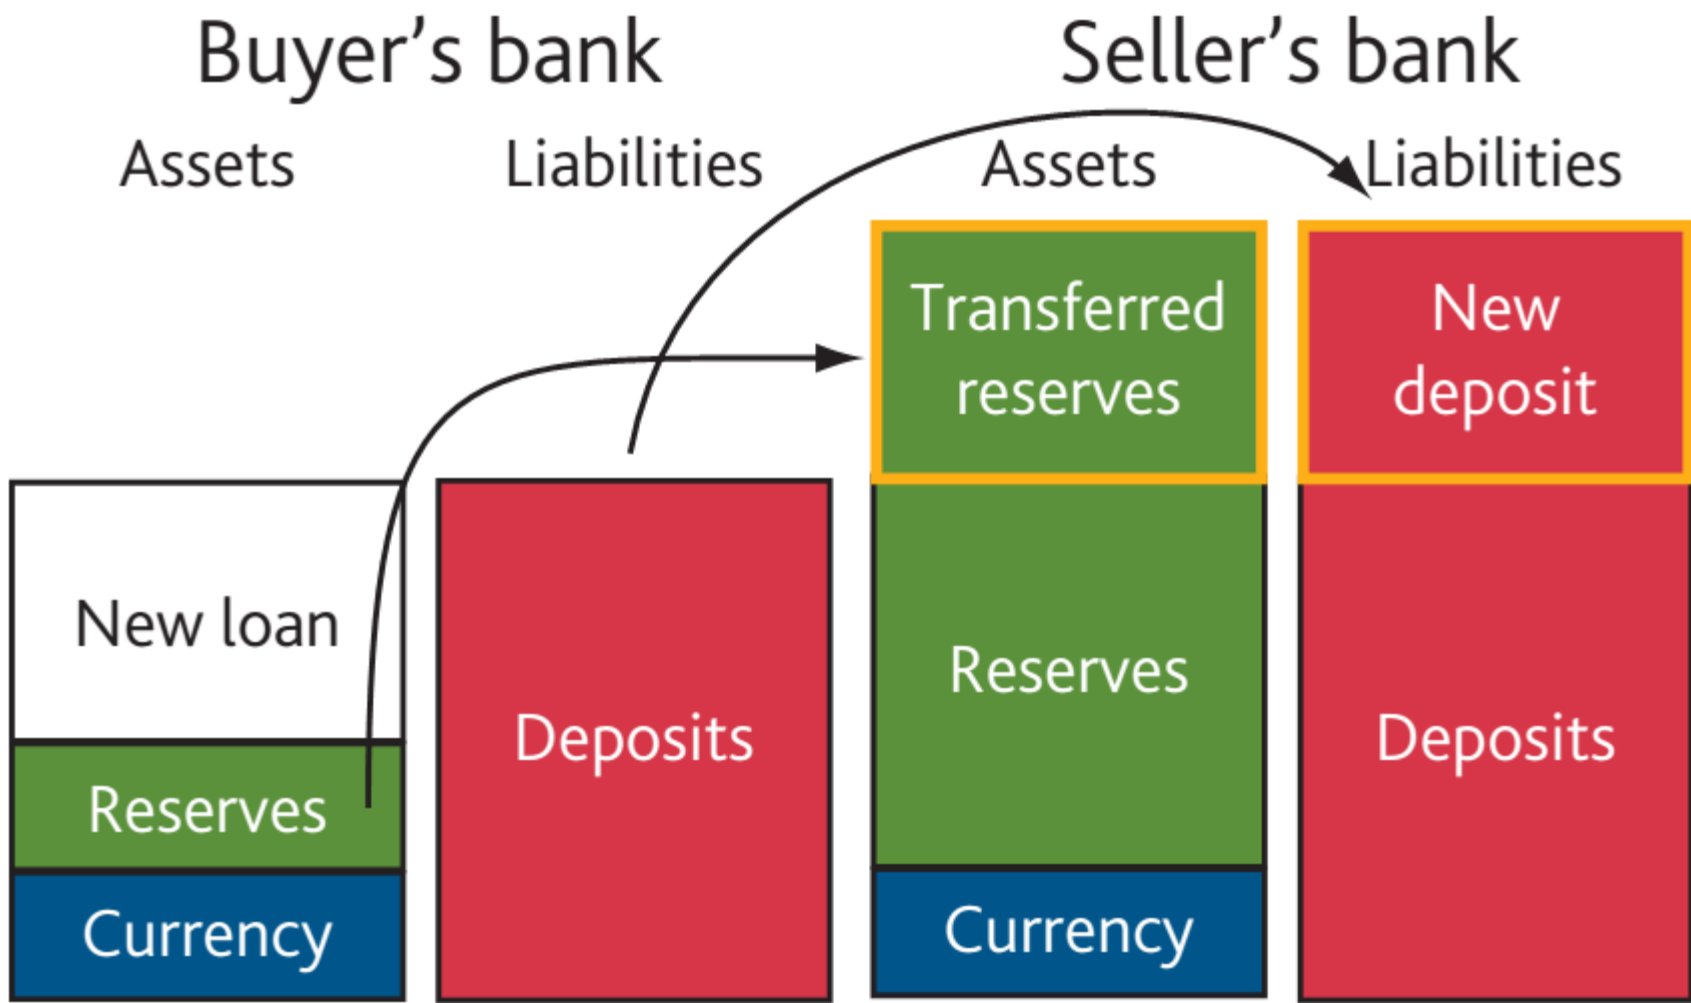 Buyer’s bank
Seller’s bank
Assets
Liabilities
Assets
Liabilities
New loan
Reserves
Currency
Deposits
Transferred
reserves
Reserves
Currency
New
deposit
Deposits